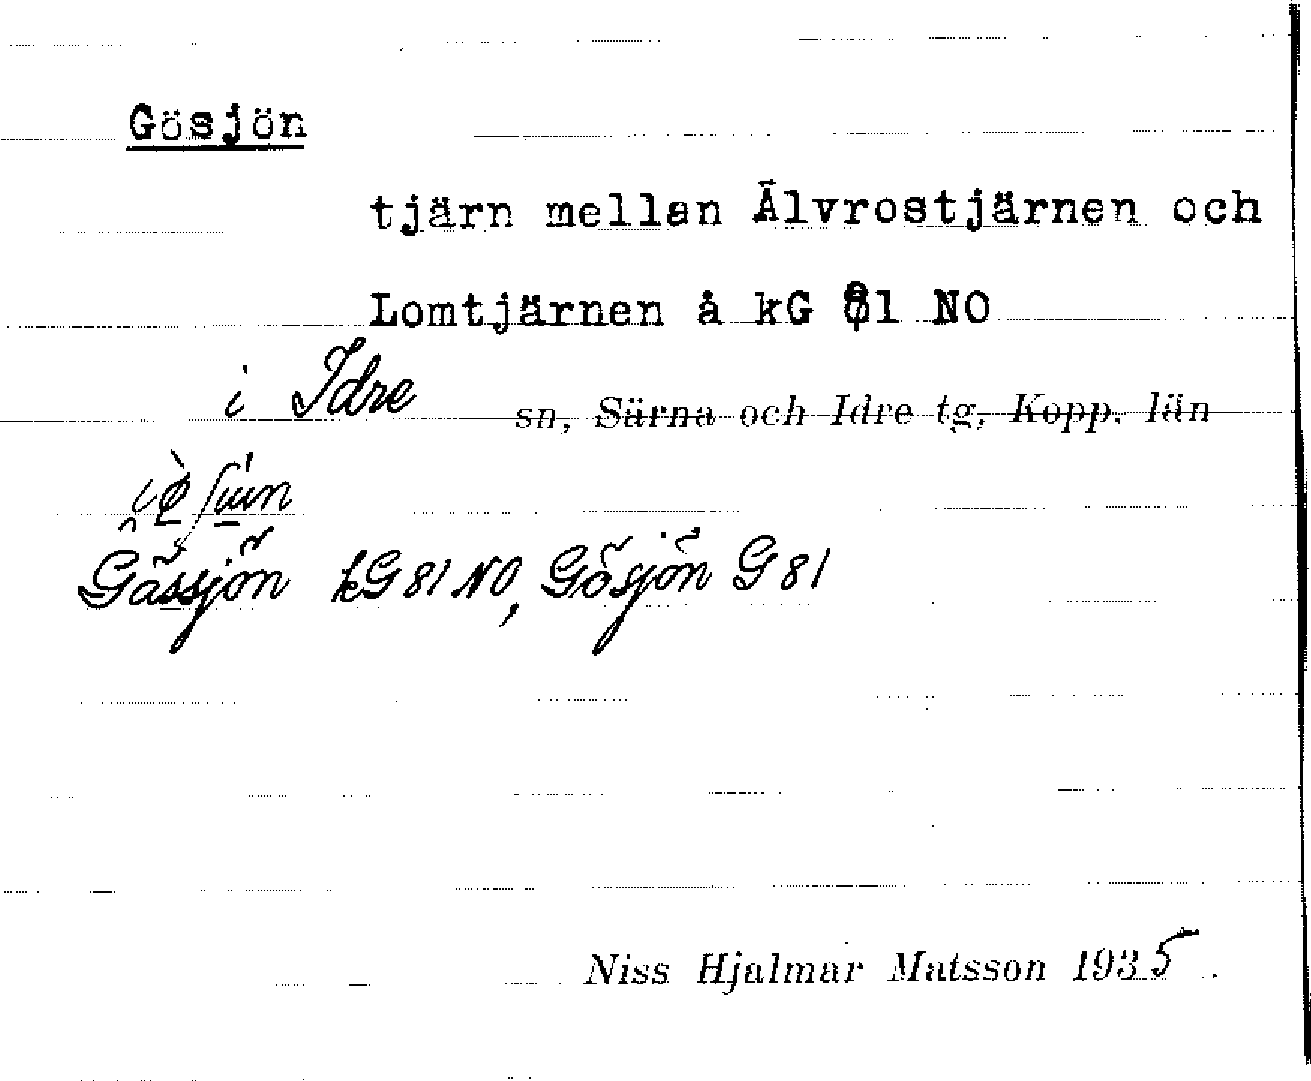 Gösjön
tjärn mellan Älvrostjärnen och
Lomtjärnen å kG 81 NO
i Idre sn, Särna och Idre tg, Kopp. län
Gässjön kG 81 NO, Gösjön G 81
Niss Hjalmar Matsson 1935